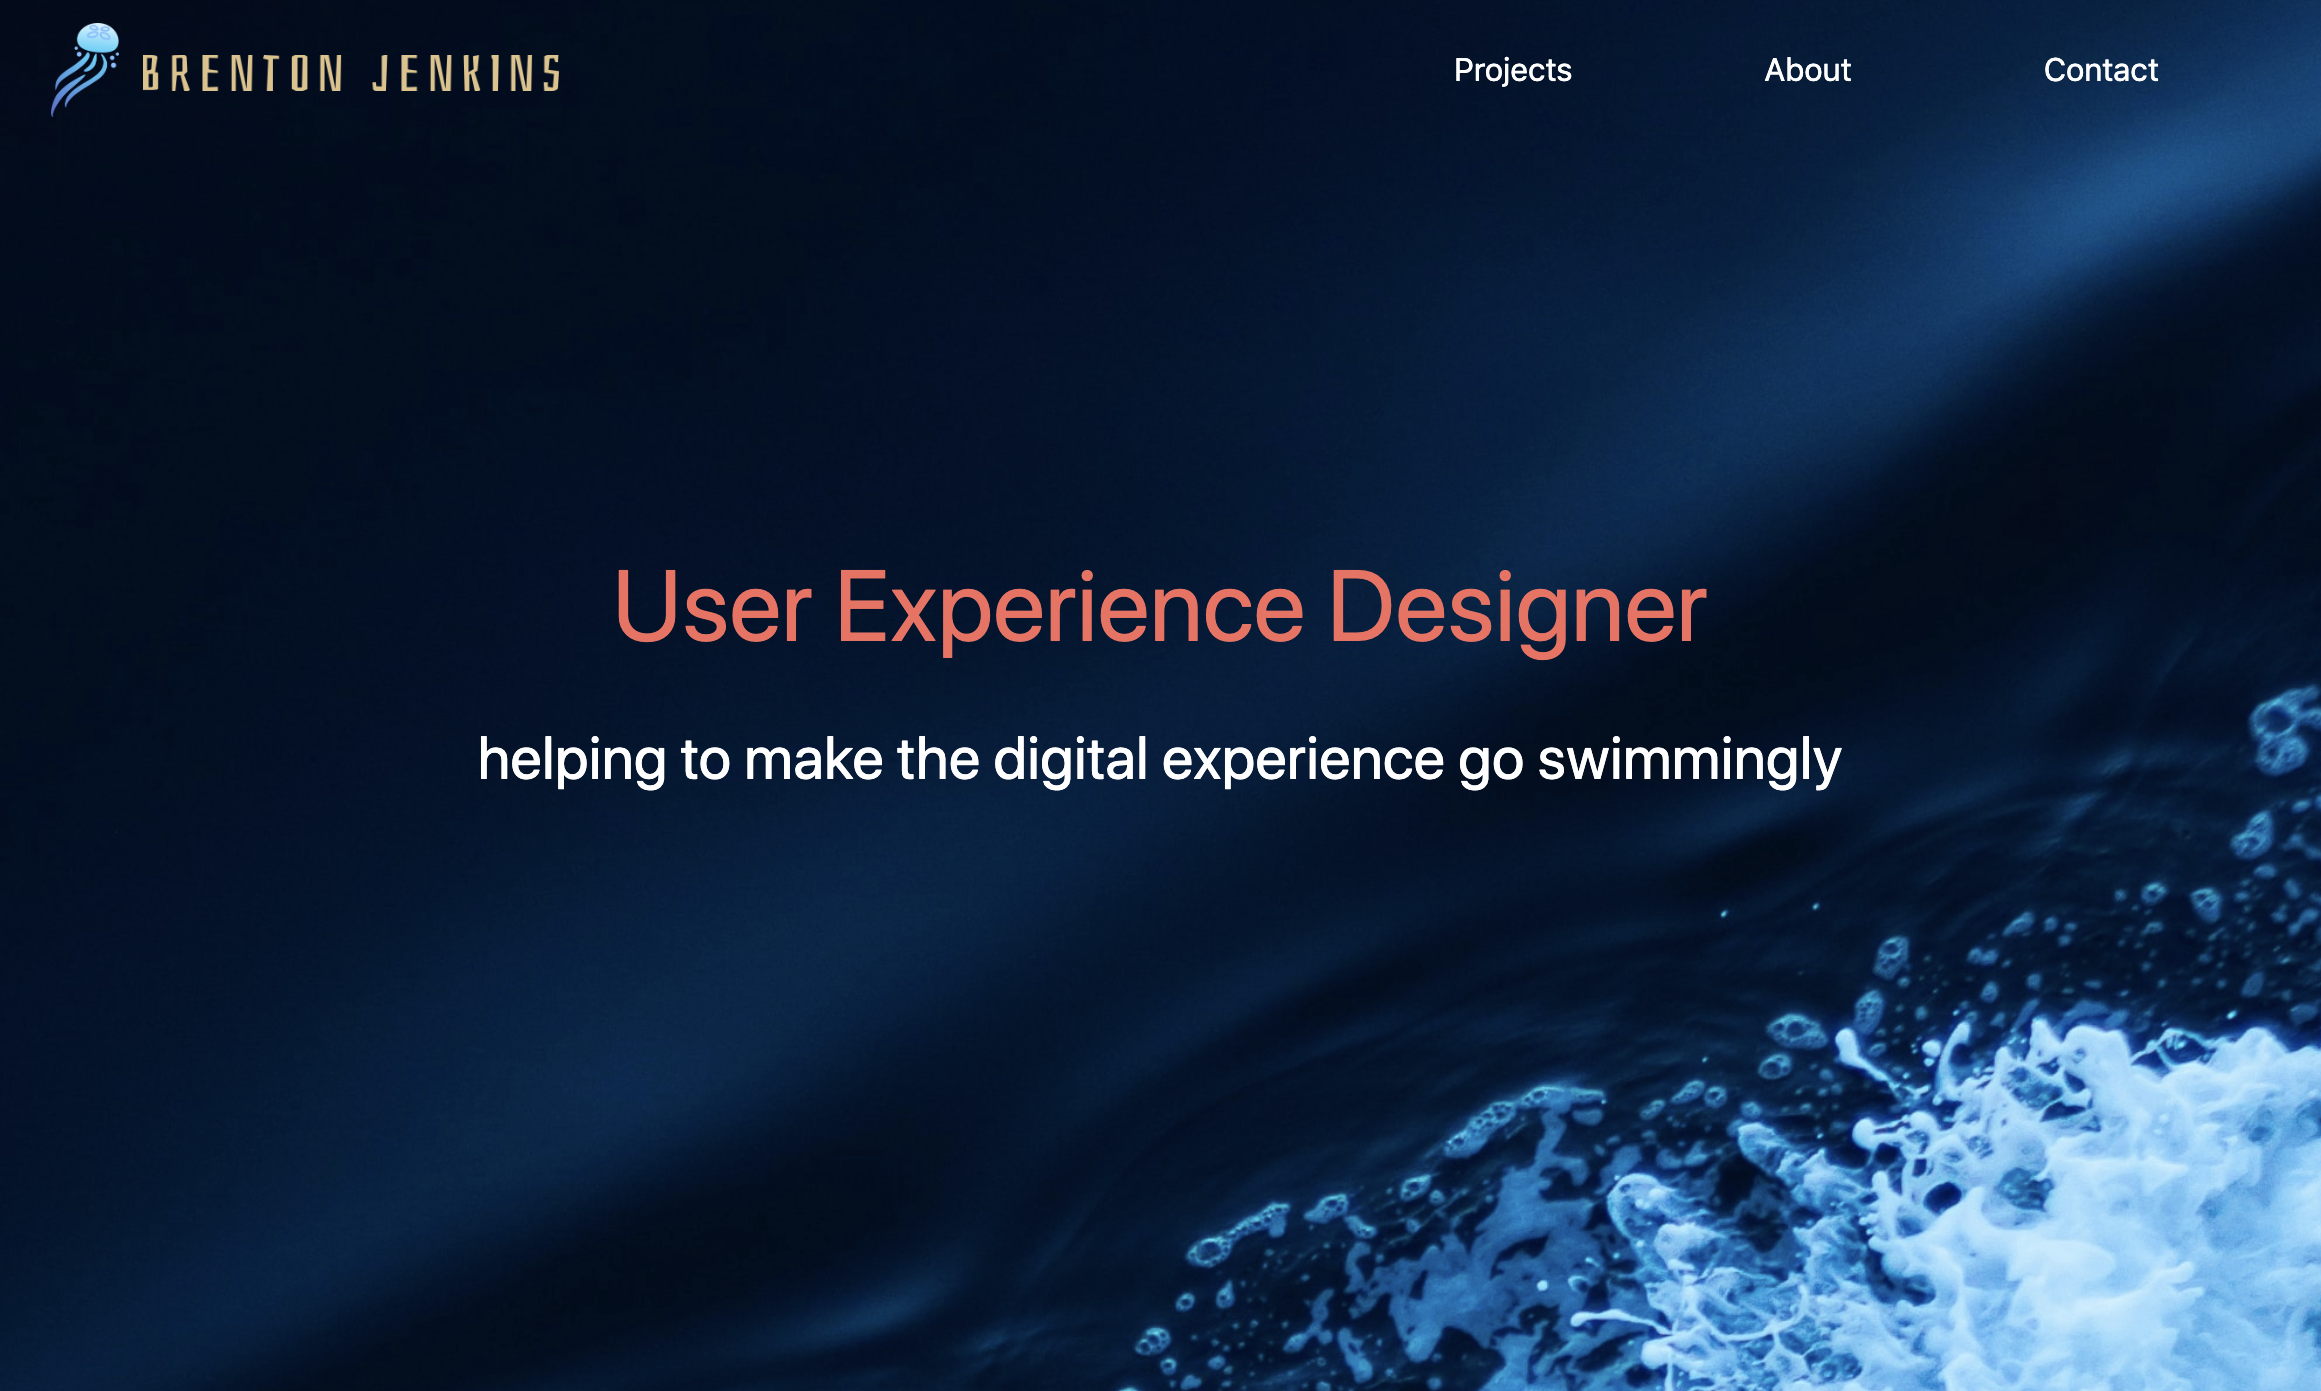 BRENTON JENKINS
Projects
About
Contact
User Experience Designer
helping to make the digital experience go swimmingly